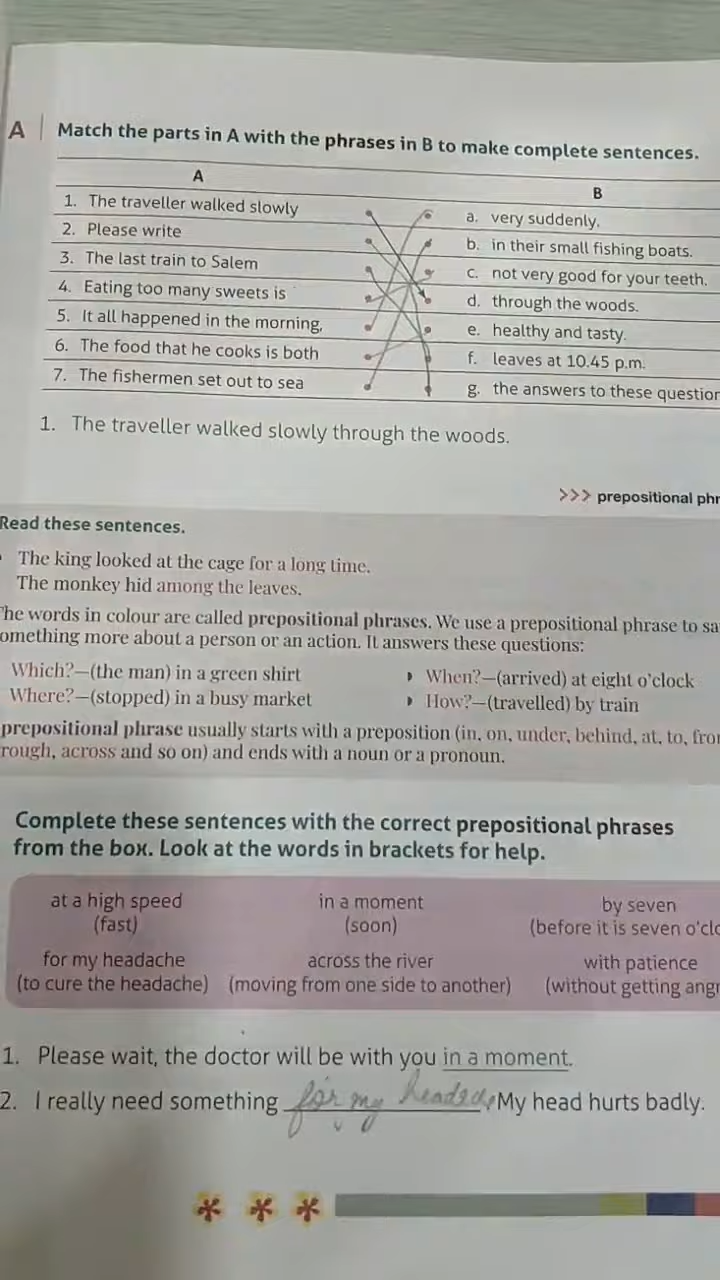 A Match the parts in A with the phrases in B to make complete sentences.
A B
1. The traveller walked slowly a. very suddenly.
2. Please write b. in their small fishing boats.
3. The last train to Salem c. not very good for your teeth.
4. Eating too many sweets is d. through the woods.
5. It all happened in the morning, e. healthy and tasty.
6. The food that he cooks is both f. leaves at 10.45 p.m.
7. The fishermen set out to sea g. the answers to these
1. The traveller walked slowly through the woods.
>>> prepositional
Read these sentences.
The king looked at the cage for a long time.
The monkey hid among the leaves.
words in colour are called prepositional phrases. We use a prepositional phrase to
more about a person or an action. It answers these questions:
Which?—(the man) in a green shirt When?—(arrived) at eight o'clock
Where?—(stopped) in a busy market How?—(travelled) by train
prepositional phrase usually starts with a preposition (in, on, under, behind, at, to,
across and so on) and ends with a noun or a pronoun.
Complete these sentences with the correct prepositional phrases
from the box. Look at the words in brackets for help.
at a high speed in a moment by seven
(fast) (soon) (before it is seven
for my headache across the river with patience
(to cure the headache) (moving from one side to another) (without getting
1. Please wait, the doctor will be with you in a moment.
2. I really need something for my My head hurts badly.